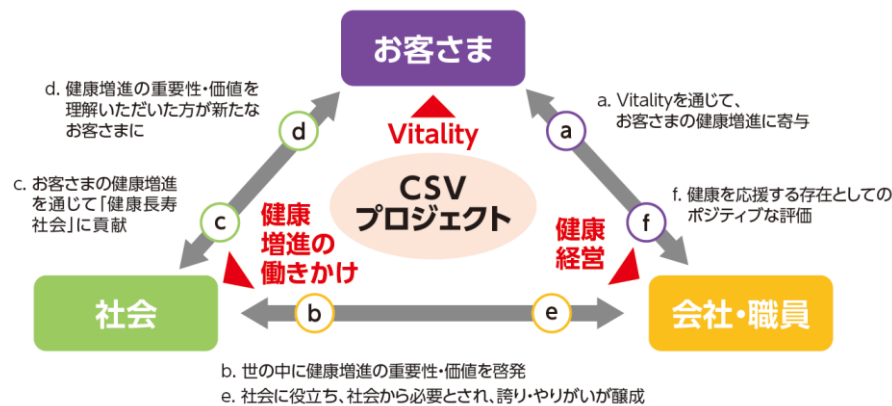 お客さま
d. 健康増進の重要性・価値を
理解いただいた方が新たな
お客さまに
d
a
a. Vitalityを通じて、
お客さまの健康増進に寄与
Vitality
CSV
プロジェクト
c. お客さまの健康増進
を通じて「健康長寿
社会」に貢献
c
健康
増進の
働きかけ
健康
経営
f
f. 健康を応援する存在としての
ポジティブな評価
社会
b
e
会社・職員
b. 世の中に健康増進の重要性・価値を啓発
e. 社会に役立ち、社会から必要とされ、誇り・やりがいが醸成